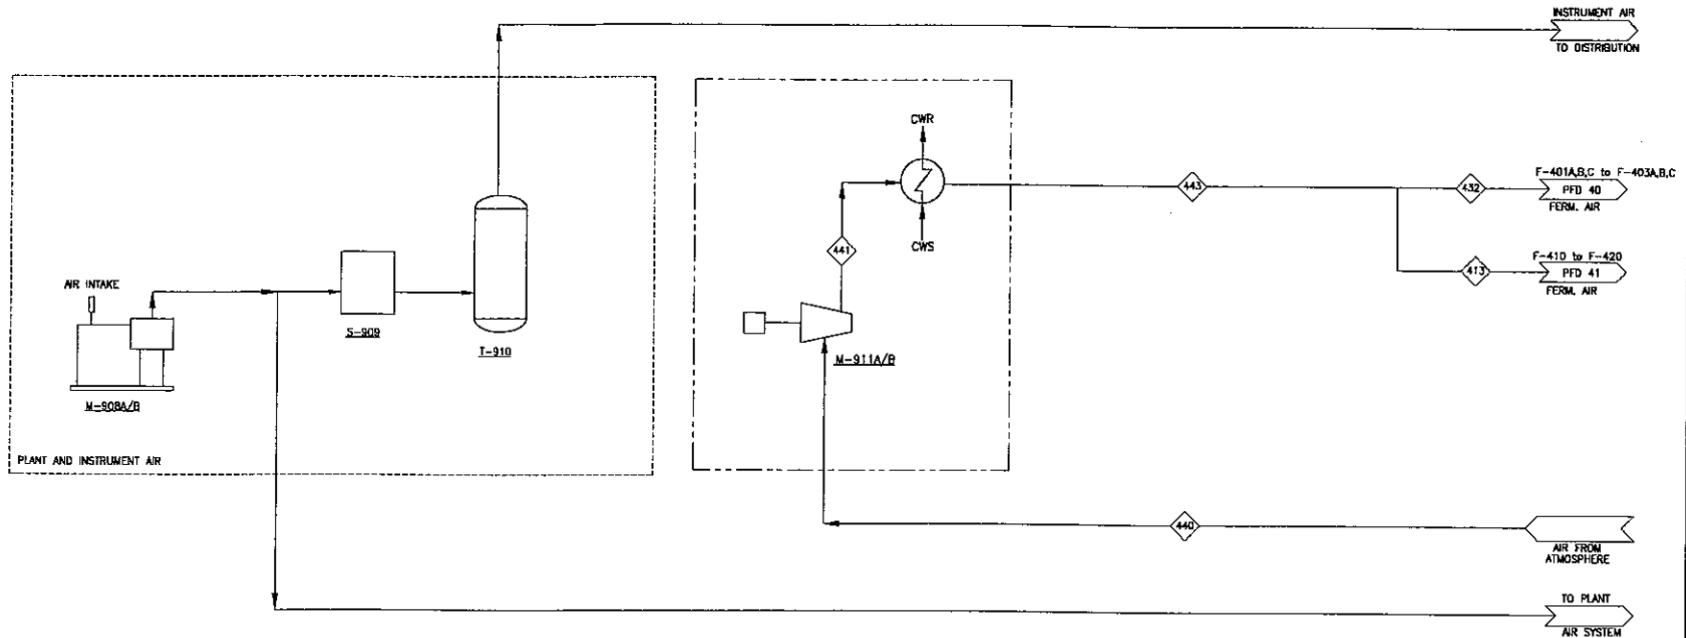 INSTRUMENT AIR
TO DISTRIBUTION
CWR
F-401A,B,C to F-403A,B,C
443
432
PFD 40
FERM. AIR
CWS
441
F-410 to F-420
413
PFD 41
FERM. AIR
AIR INTAKE
S-909
T-910
M-911A/B
M-908A/B
PLANT AND INSTRUMENT AIR
440
AIR FROM
ATMOSPHERE
TO PLANT
AIR SYSTEM